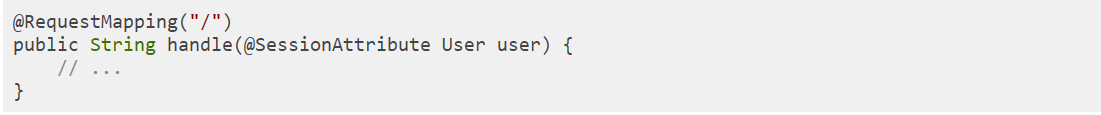 @RequestMapping("/")
public String handle(@SessionAttribute User user) {
    // ...
}